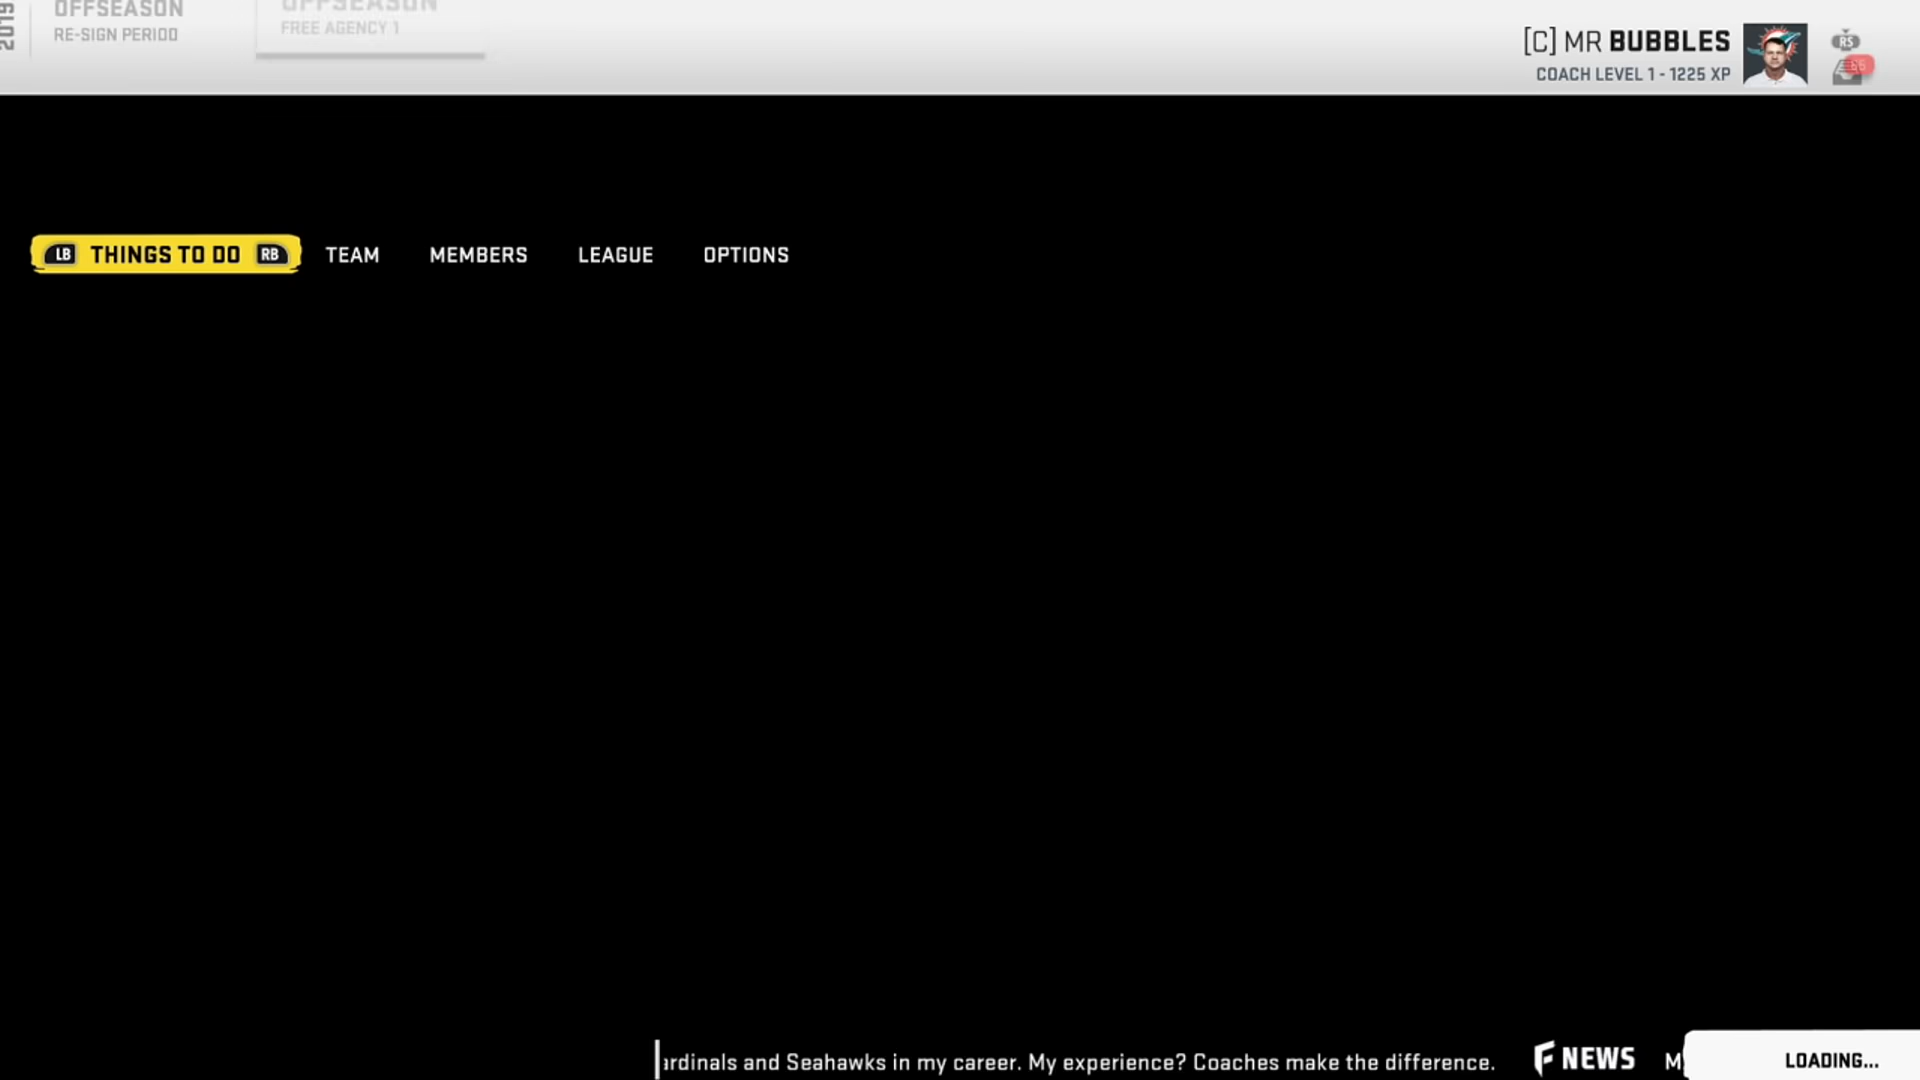 2019
OFFSEASON
RE-SIGN PERIOD
OFFSEASON
FREE AGENCY 1
[C] MR BUBBLES
COACH LEVEL 1 - 1225 XP
RS
LB THINGS TO DO RB
TEAM
MEMBERS
LEAGUE
OPTIONS
ardinals and Seahawks in my career. My experience? Coaches make the difference.
NEWS
M
LOADING...